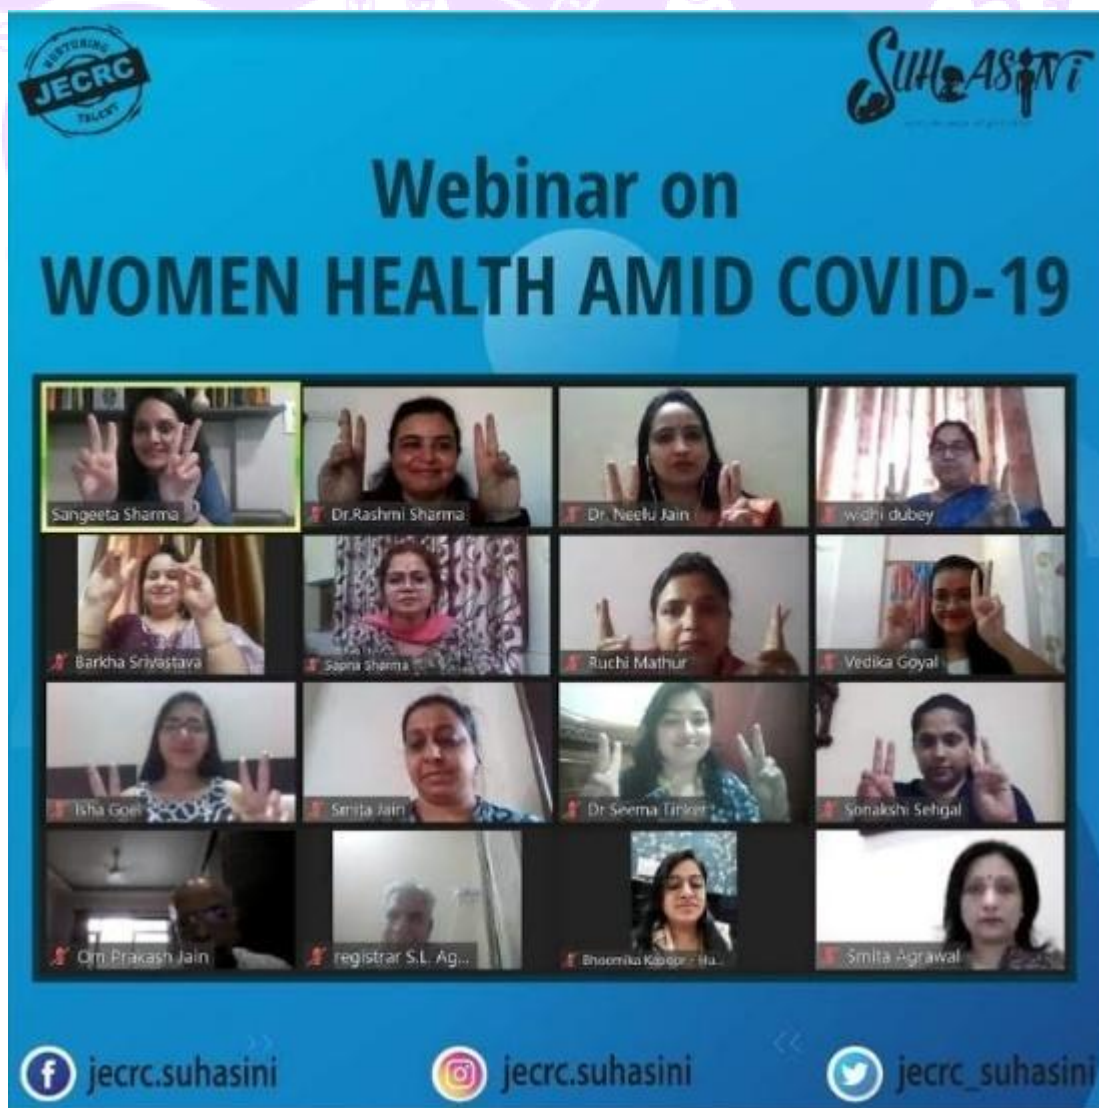 NURTURING
JECRC
TALENT
SUHASINI
Webinar on
WOMEN HEALTH AMID COVID-19
Sangeeta Sharma
Dr.Rashmi Sharma
Dr. Neelu Jain
widhi dubey
Barkha Srivastava
Sapna Sharma
Ruchi Mathur
Vedika Goyal
Isha Goel
Smita Jain
Dr Seema Tinker
Sonakshi Sehgal
Om Prakash Jain
registrar S.L. Ag...
Bhoomika Kapoor - Hu...
Smita Agrawal
jecrc.suhasini
jecrc.suhasini
jecrc_suhasini